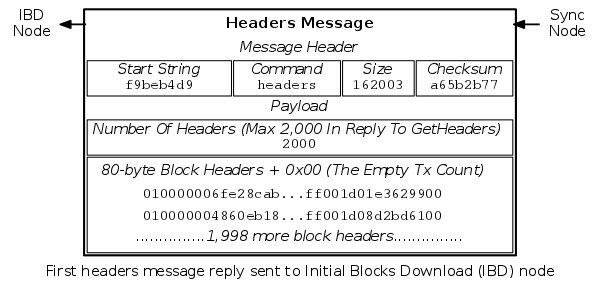 IBD
Node
Headers Message
Sync
Node
Message Header
Start String Command Size Checksum
f9beb4d9 headers 162003 a65b2b77
Payload
Number Of Headers (Max 2,000 In Reply To GetHeaders)
2000
80-byte Block Headers + 0x00 (The Empty Tx Count)
010000006fe28cab...ff001d01e3629900
010000004860eb18...ff001d08d2bd6100
...............1,998 more block headers...............
First headers message reply sent to Initial Blocks Download (IBD) node